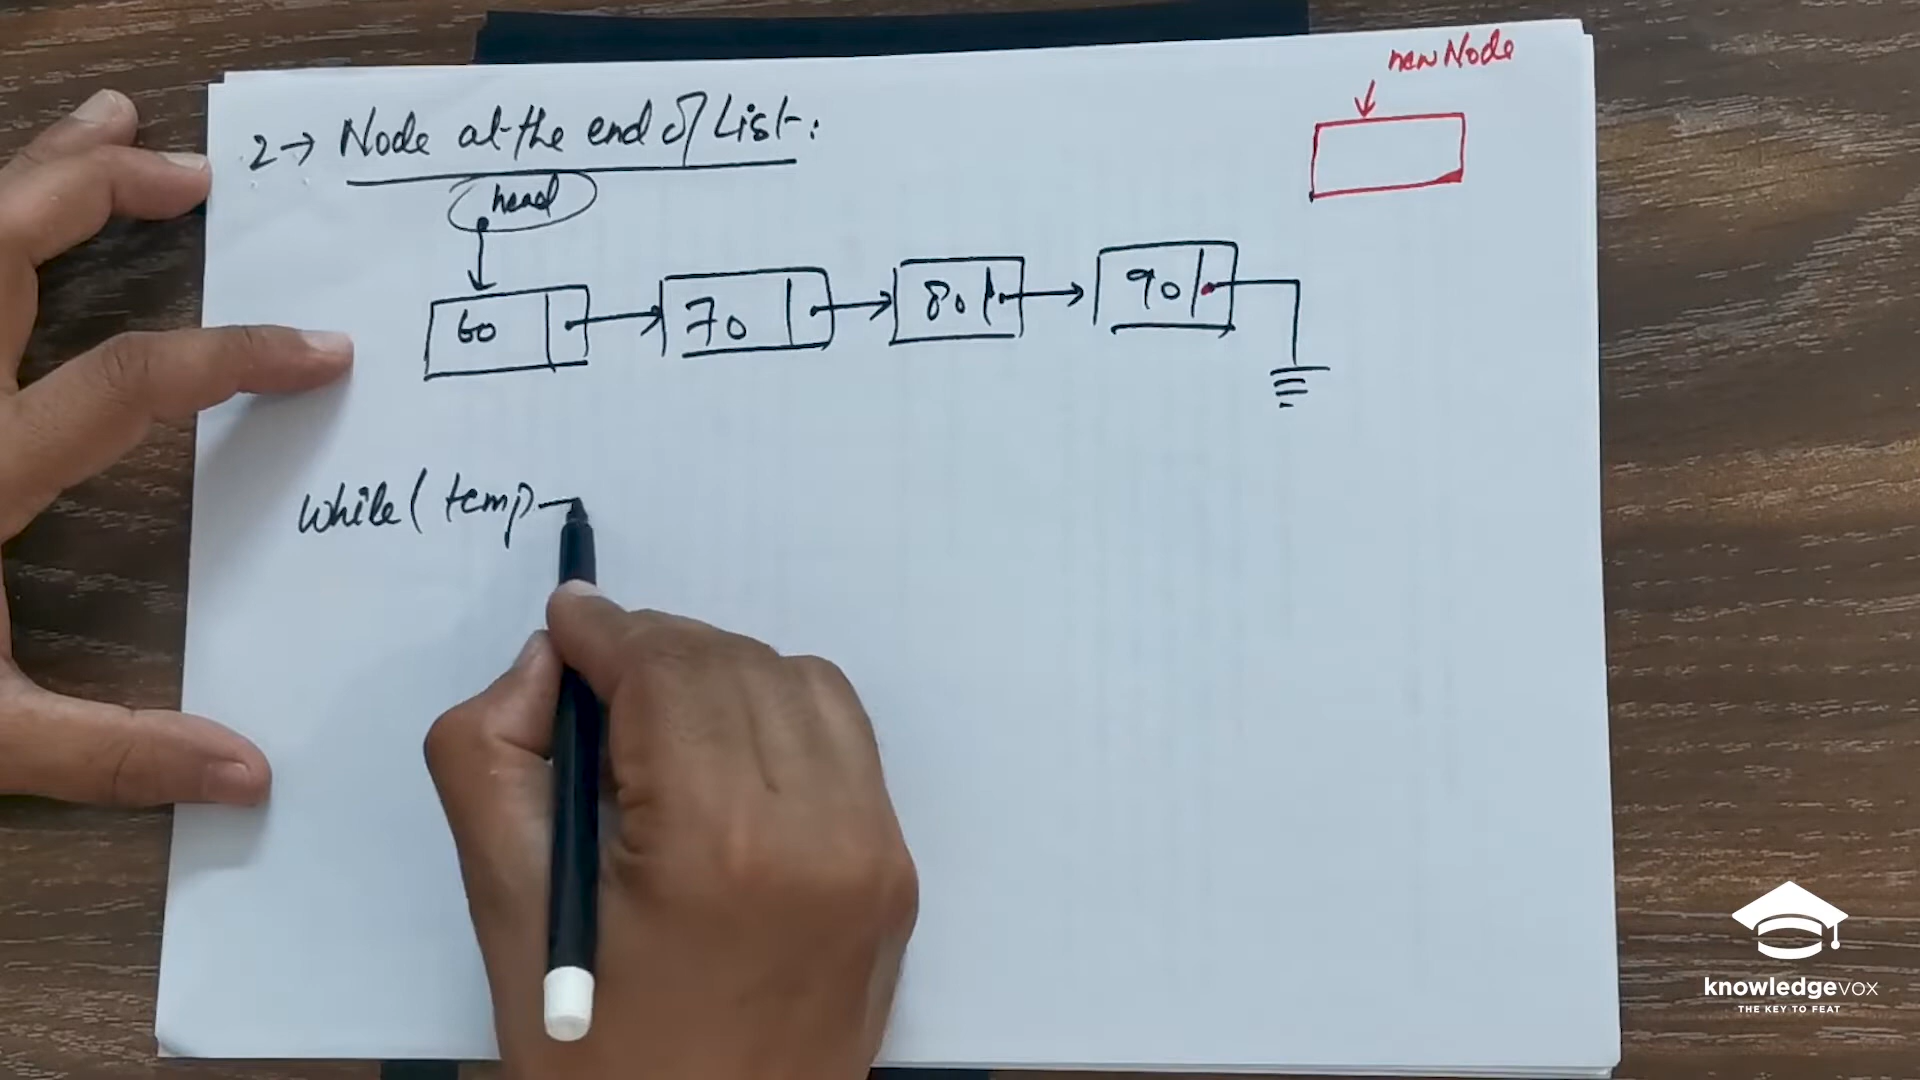 newNode
2→ Node at the end of List:
head
60 70 80 90
while( temp-
knowledgevox
THE KEY TO FEAT